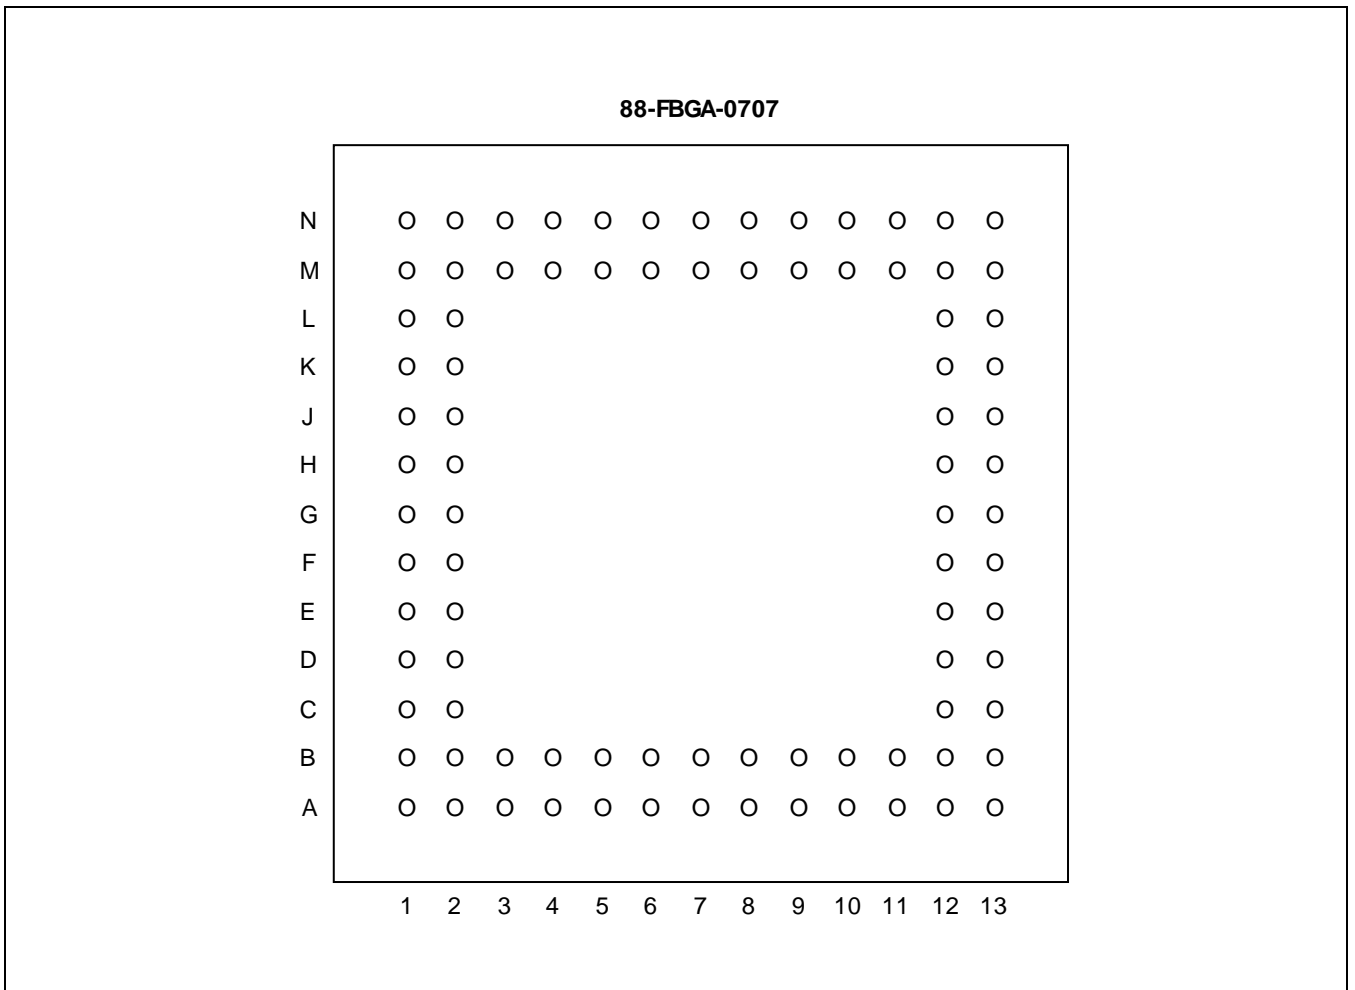 88-FBGA-0707
N O O O O O O O O O O O O O
M O O O O O O O O O O O O O
L O O O O
K O O O O
J O O O O
H O O O O
G O O O O
F O O O O
E O O O O
D O O O O
C O O O O
B O O O O O O O O O O O O O
A O O O O O O O O O O O O O
1 2 3 4 5 6 7 8 9 10 11 12 13